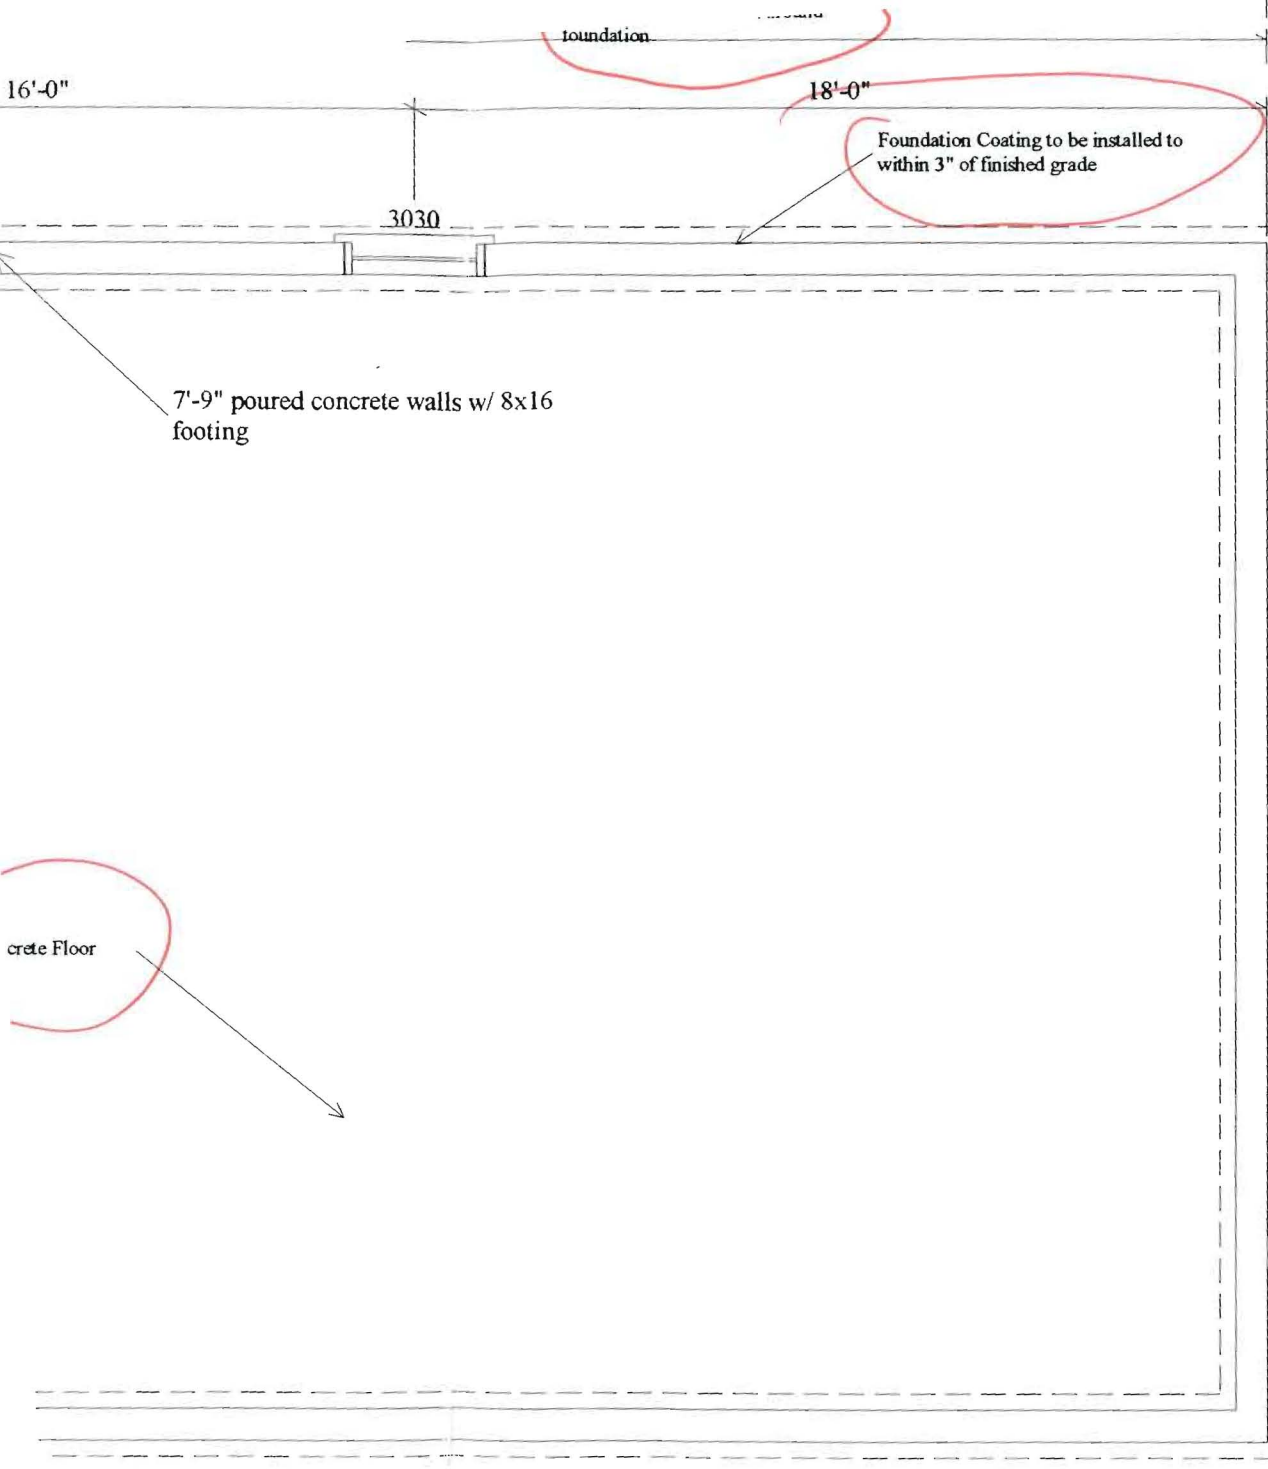 foundation
16'-0"
18'-0"
Foundation Coating to be installed to
within 3" of finished grade
3030
7'-9" poured concrete walls w/ 8x16
footing
crete Floor